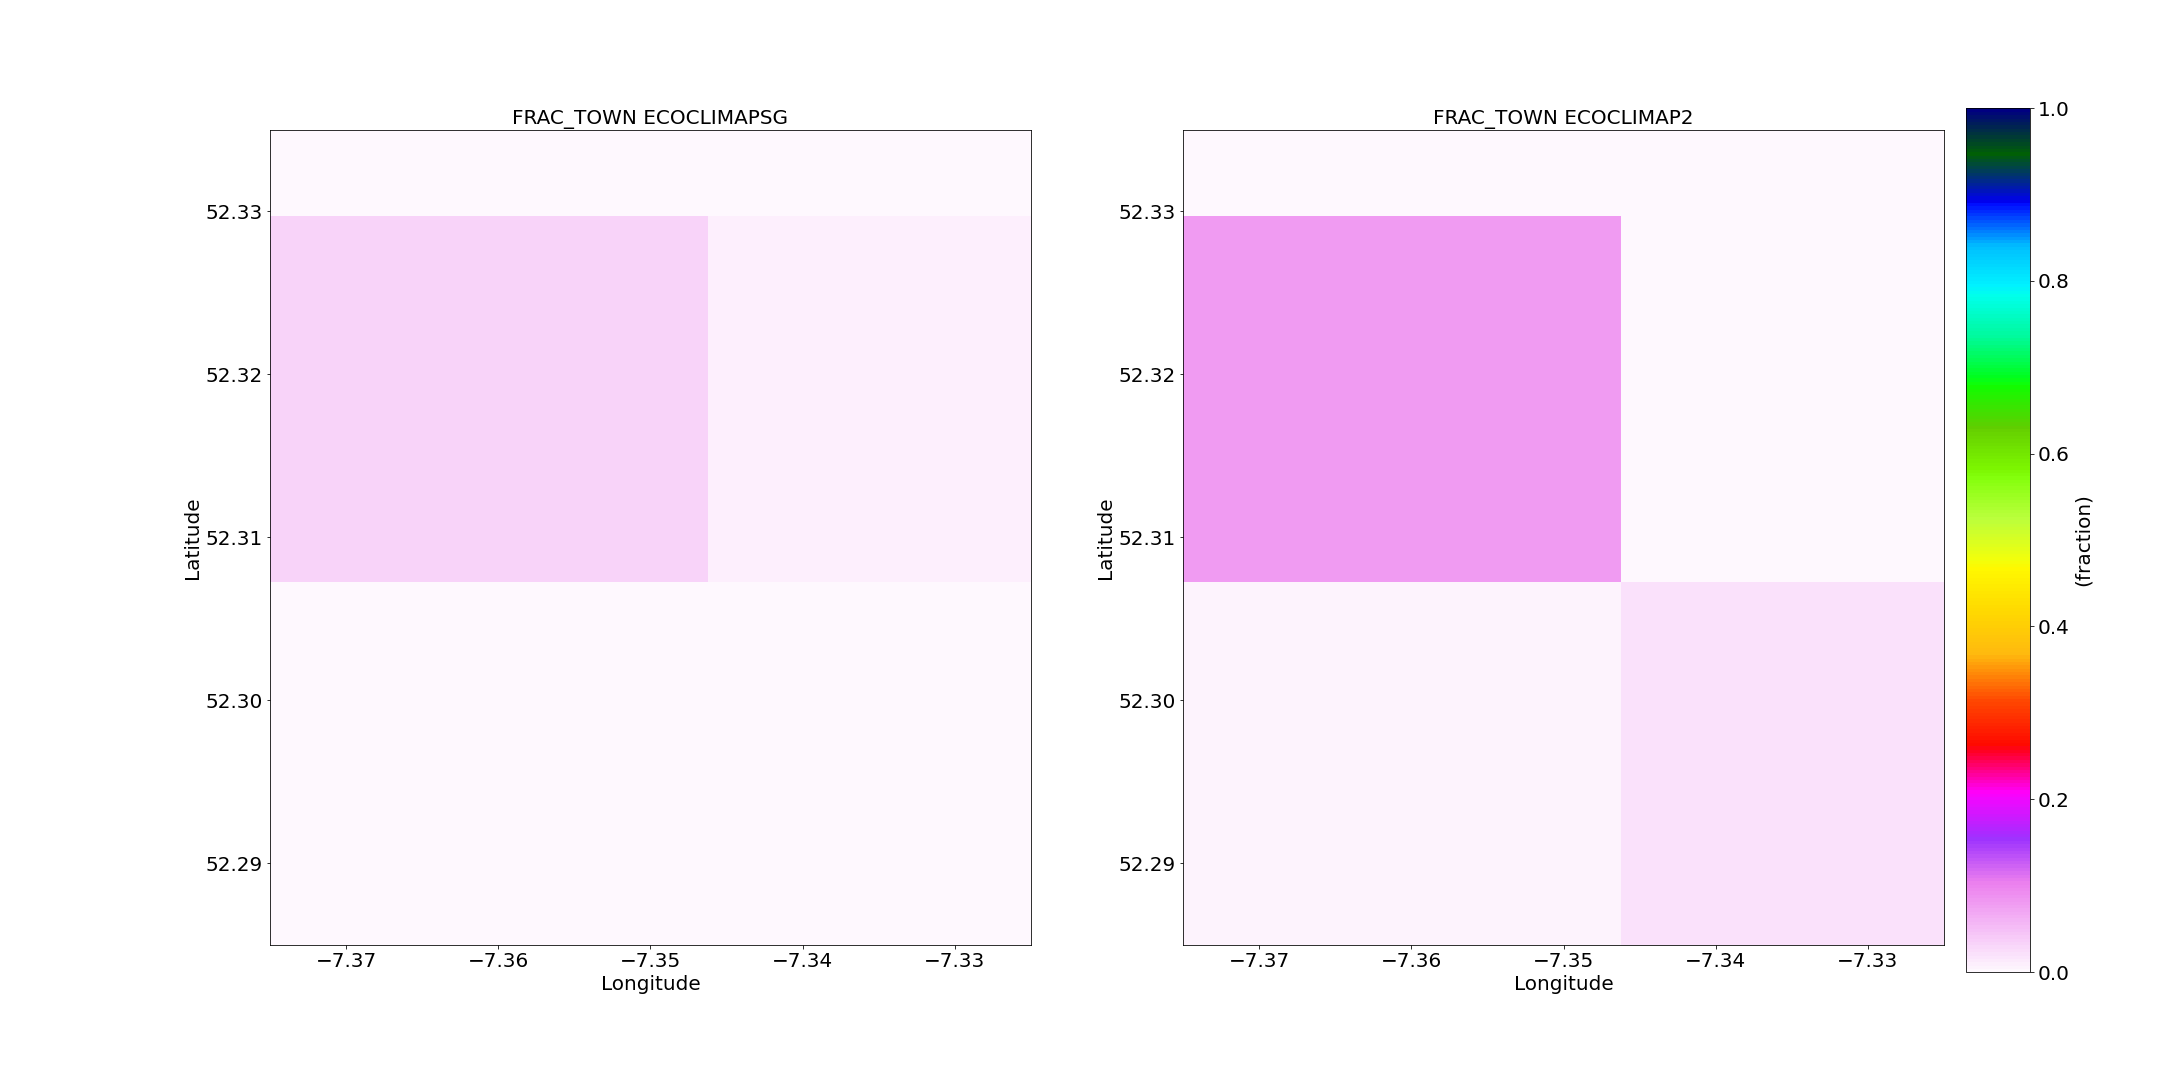 FRAC_TOWN ECOCLIMAPSG
52.33
52.32
52.31
52.30
52.29
Latitude
−7.37 −7.36 −7.35 −7.34 −7.33
Longitude
FRAC_TOWN ECOCLIMAP2
52.33
52.32
52.31
52.30
52.29
Latitude
−7.37 −7.36 −7.35 −7.34 −7.33
Longitude
1.0
0.8
0.6
0.4
0.2
0.0
(fraction)